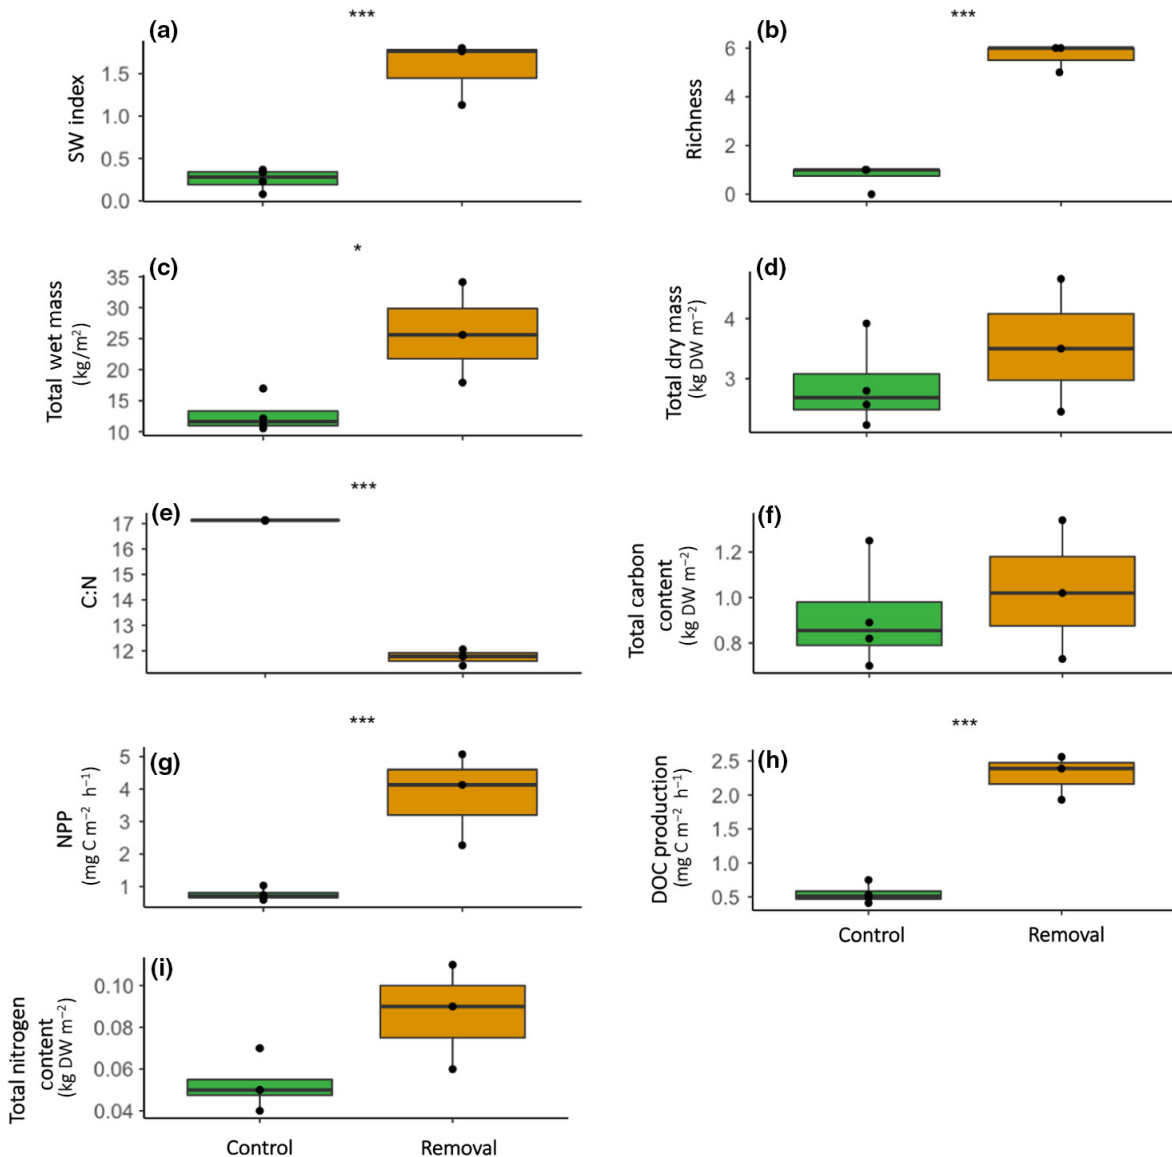 (a)
***
SW index
1.5
1.0
0.5
0.0
(b)
***
Richness
6
4
2
0
(c)
*
Total wet mass
(kg/m²)
35
30
25
20
15
10
(d)
Total dry mass
(kg DW m⁻²)
4
3
(e)
***
C:N
17
16
15
14
13
12
(f)
Total carbon
content
(kg DW m⁻²)
1.2
1.0
0.8
(g)
***
NPP
(mg C m⁻² h⁻¹)
5
4
3
2
1
(h)
***
DOC production
(mg C m⁻² h⁻¹)
2.5
2.0
1.5
1.0
0.5
Control
Removal
(i)
Total nitrogen
content
(kg DW m⁻²)
0.10
0.08
0.06
0.04
Control
Removal